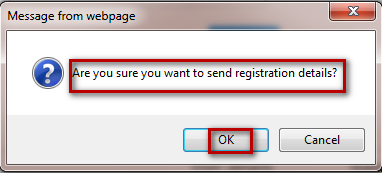 Message from webpage
Are you sure you want to send registration details?
OK
Cancel